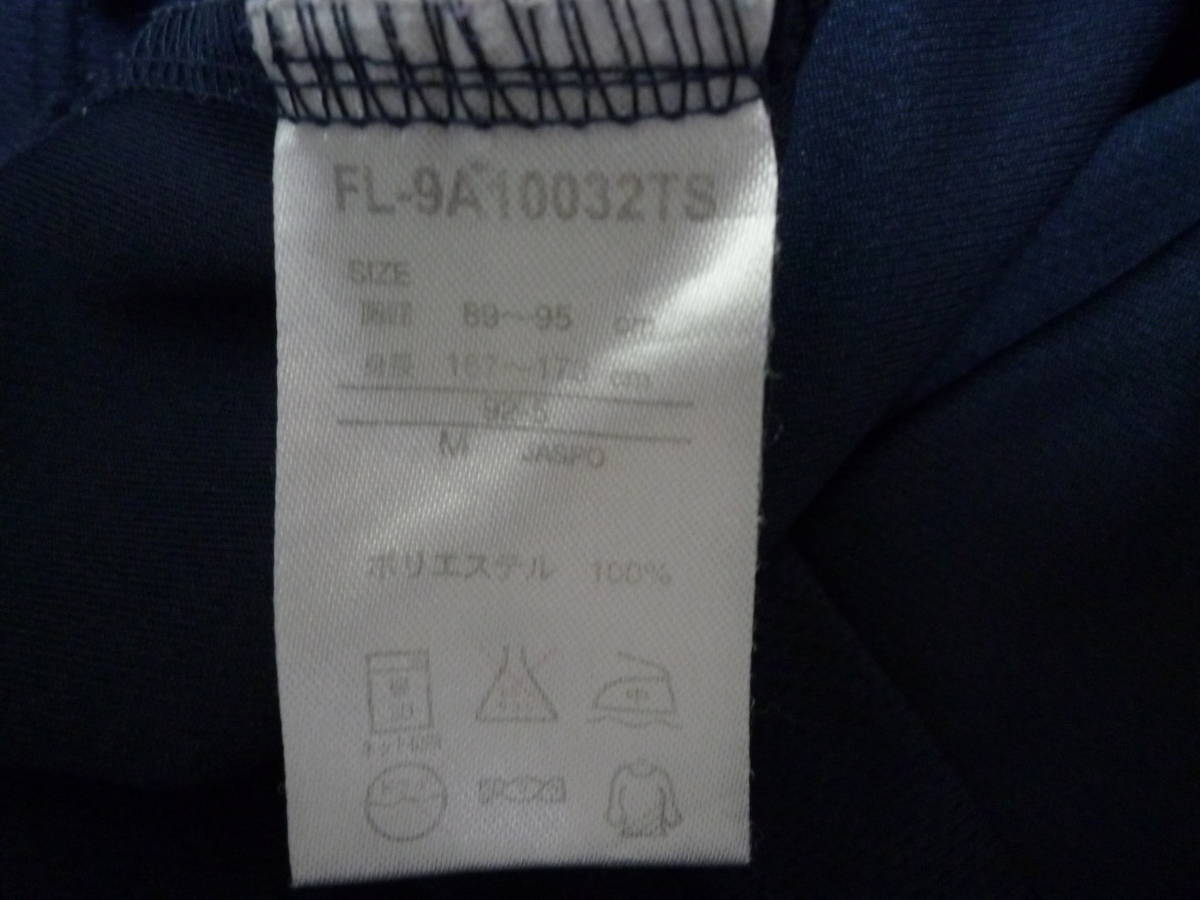 FL-9A10032TS
SIZE
胸囲 89～95 cm
身長 167～173 cm
M JASPO
ポリエステル 100%
中